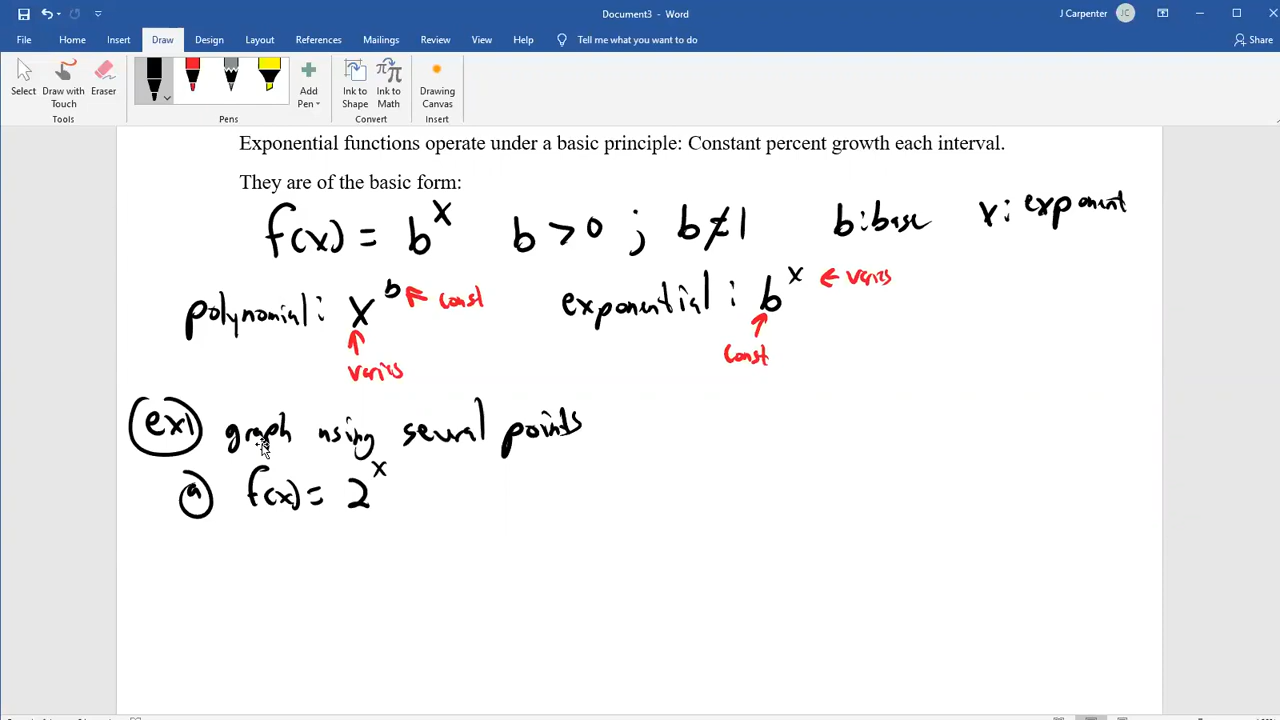 Document3 - Word
J Carpenter
JC
File Home Insert Draw Design Layout References Mailings Review View Help Tell me what you want to do Share
Select Draw with Touch Eraser Add Pen Ink to Shape Ink to Math Drawing Canvas
Tools Pens Convert Insert
Exponential functions operate under a basic principle: Constant percent growth each interval.
They are of the basic form:
f(x) = b^x b > 0 ; b ≠ 1 b: base x: exponent
polynomial: x^b ← const exponential: b^x ← varies
↑ varies ↑ const
ex1 graph using several points
a f(x) = 2^x